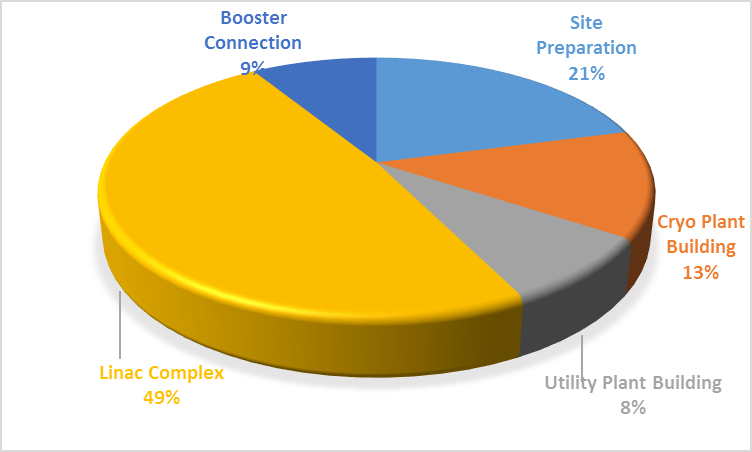 Booster
Connection
9%
Site
Preparation
21%
Cryo Plant
Building
13%
Utility Plant Building
8%
Linac Complex
49%